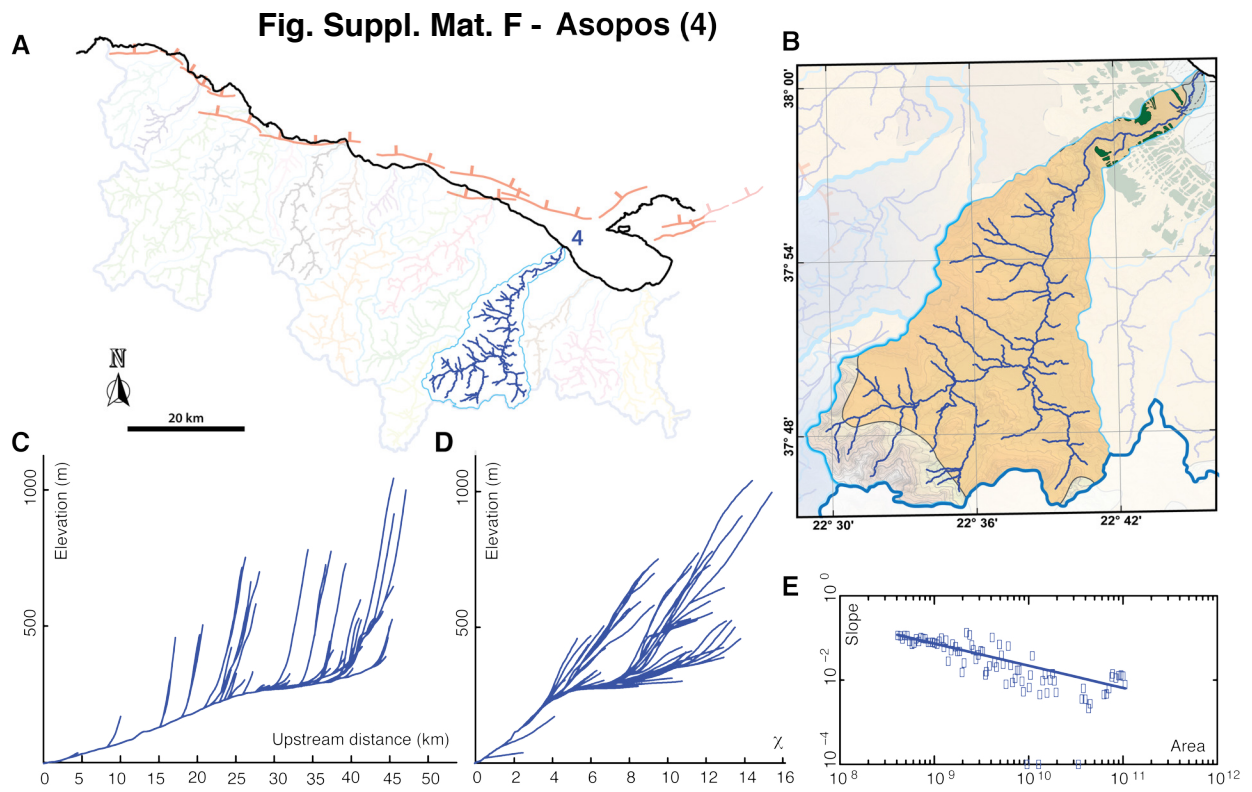 Fig. Suppl. Mat. F - Asopos (4)
A
4
N
20 km
B
38° 00'
37° 54'
37° 48'
22° 30' 22° 36' 22° 42'
C
Elevation (m)
1000
500
Upstream distance (km)
0 5 10 15 20 25 30 35 40 45 50
D
Elevation (m)
1000
500
χ
0 2 4 6 8 10 12 14 16
E
Slope
10^0
10^-2
10^-4
Area
10^8 10^9 10^10 10^11 10^12